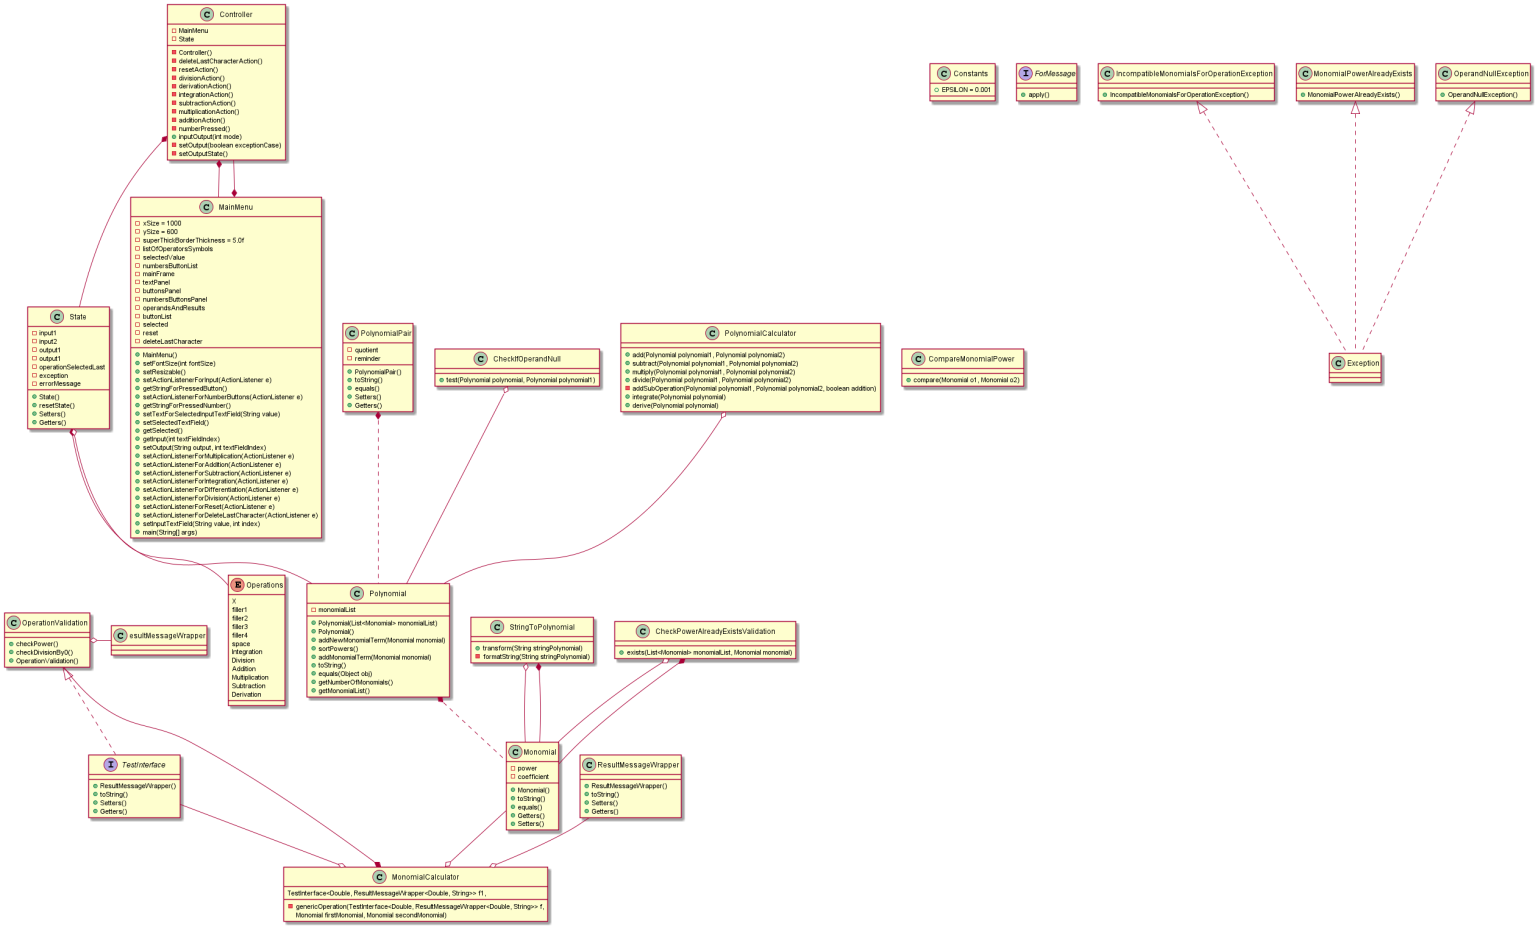 Controller
MainMenu
State
Controller()
deleteLastCharacterAction()
resetAction()
divisionAction()
derivationAction()
integrationAction()
subtractionAction()
multiplicationAction()
additionAction()
numberPressed()
inputOutput(int mode)
setOutput(boolean exceptionCase)
setOutputState()
Constants
EPSILON = 0.001
ForMessage
apply()
IncompatibleMonomialsForOperationException
IncompatibleMonomialsForOperationException()
MonomialPowerAlreadyExists
MonomialPowerAlreadyExists()
OperandNullException
OperandNullException()
MainMenu
xSize = 1000
ySize = 600
superThickBorderThickness = 5.0f
listOfOperatorsSymbols
selectedValue
numbersButtonList
mainFrame
textPanel
buttonsPanel
numbersButtonsPanel
operandsAndResults
buttonList
selected
reset
deleteLastCharacter
MainMenu()
setFontSize(int fontSize)
setResizable()
setActionListenerForInput(ActionListener e)
getStringForPressedButton()
setActionListenerForNumberButtons(ActionListener e)
getStringForPressedNumber()
setTextForSelectedInputTextField(String value)
setSelectedTextField()
getSelected()
getInput(int textFieldIndex)
setOutput(String output, int textFieldIndex)
setActionListenerForMultiplication(ActionListener e)
setActionListenerForAddition(ActionListener e)
setActionListenerForSubtraction(ActionListener e)
setActionListenerForIntegration(ActionListener e)
setActionListenerForDifferentiation(ActionListener e)
setActionListenerForDivision(ActionListener e)
setActionListenerForReset(ActionListener e)
setActionListenerForDeleteLastCharacter(ActionListener e)
setInputTextField(String value, int index)
main(String[] args)
State
input1
input2
output1
output1
operationSelectedLast
exception
errorMessage
State()
resetState()
Setters()
Getters()
PolynomialPair
quotient
reminder
PolynomialPair()
toString()
equals()
Setters()
Getters()
CheckIfOperandNull
test(Polynomial polynomial, Polynomial polynomial1)
PolynomialCalculator
add(Polynomial polynomial1, Polynomial polynomial2)
subtract(Polynomial polynomial1, Polynomial polynomial2)
multiply(Polynomial polynomial1, Polynomial polynomial2)
divide(Polynomial polynomial1, Polynomial polynomial2)
addSubOperation(Polynomial polynomial1, Polynomial polynomial2, boolean addition)
integrate(Polynomial polynomial)
derive(Polynomial polynomial)
CompareMonomialPower
compare(Monomial o1, Monomial o2)
Exception
Operations
X
filler1
filler2
filler3
filler4
space
Integration
Division
Addition
Multiplication
Subtraction
Derivation
Polynomial
monomialList
Polynomial(List<Monomial> monomialList)
Polynomial()
addNewMonomialTerm(Monomial monomial)
sortPowers()
addMonomialTerm(Monomial monomial)
toString()
equals(Object obj)
getNumberOfMonomials()
getMonomialList()
OperationValidation
checkPower()
checkDivisionBy0()
OperationValidation()
esultMessageWrapper
StringToPolynomial
transform(String stringPolynomial)
formatString(String stringPolynomial)
CheckPowerAlreadyExistsValidation
exists(List<Monomial> monomialList, Monomial monomial)
TestInterface
ResultMessageWrapper()
toString()
Setters()
Getters()
Monomial
power
coefficient
Monomial()
toString()
equals()
Getters()
Setters()
ResultMessageWrapper
ResultMessageWrapper()
toString()
Setters()
Getters()
MonomialCalculator
TestInterface<Double, ResultMessageWrapper<Double, String>> f1,
genericOperation(TestInterface<Double, ResultMessageWrapper<Double, String>> f,
Monomial firstMonomial, Monomial secondMonomial)